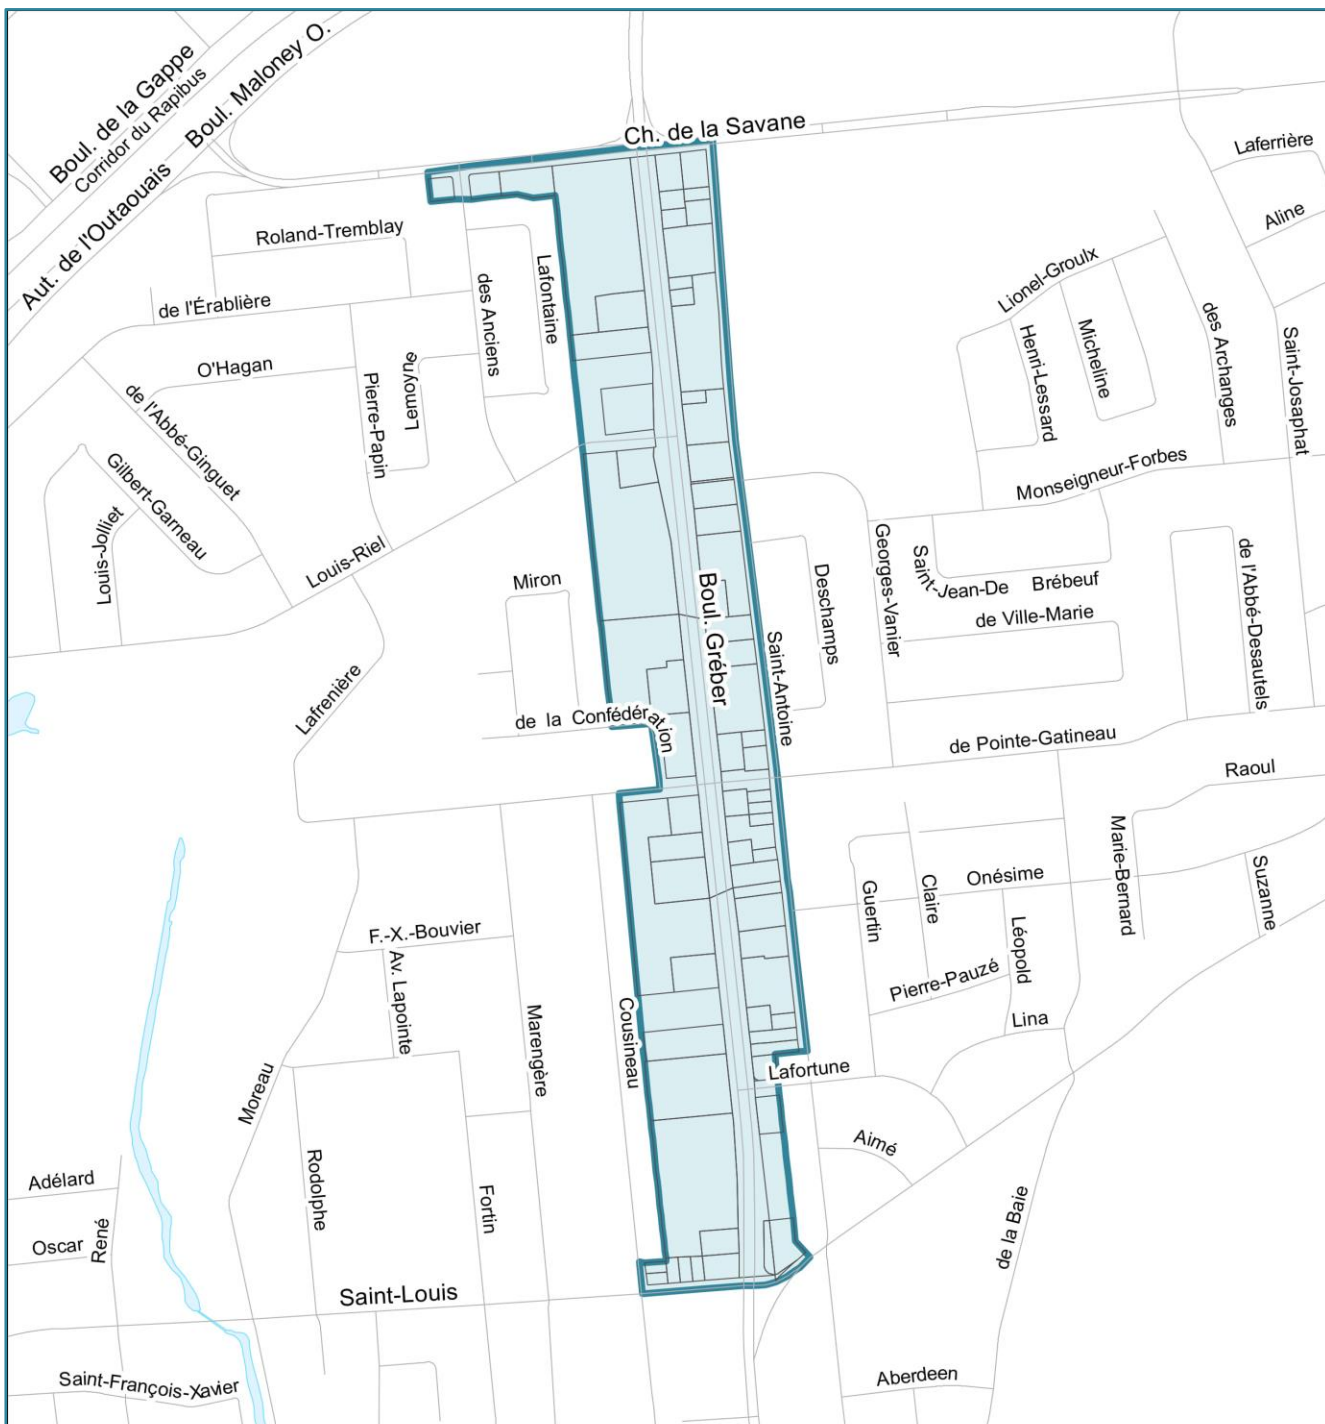 Boul. de la Gappe
Corridor du Rapibus
Aut. de l'Outaouais
Boul. Maloney O.
Ch. de la Savane
Laferrière
Aline
Roland-Tremblay
Lafontaine
des Anciens
de l'Érablière
Lionel-Groulx
Henri-Lessard
Micheline
des Archanges
Saint-Josaphat
O'Hagan
Lemoyne
Pierre-Papin
de l'Abbé-Ginguet
Gilbert-Garneau
Louis-Jolliet
Louis-Riel
Monseigneur-Forbes
Georges-Vanier
Saint-Jean-De Brébeuf
de Ville-Marie
de l'Abbé-Desautels
Miron
Boul. Gréber
Deschamps
Saint-Antoine
Lafrenière
de la Confédération
de Pointe-Gatineau
Raoul
Marie-Bernard
Suzanne
Onésime
Guertin
Claire
Léopold
Pierre-Pauzé
Lina
F.-X.-Bouvier
Av. Lapointe
Marengère
Cousineau
Moreau
Lafortune
Aimé
Rodolphe
Fortin
de la Baie
Adélard
Oscar
René
Saint-Louis
Saint-François-Xavier
Aberdeen